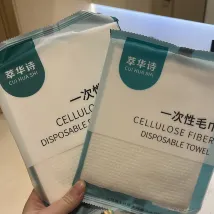 萃华诗
CUI HUA SHI
一次性毛
CELLULOSE
DISPOSABLE
萃华诗
CUI HUA SHI
一次性毛巾
CELLULOSE FIBER
DISPOSABLE TOWEL